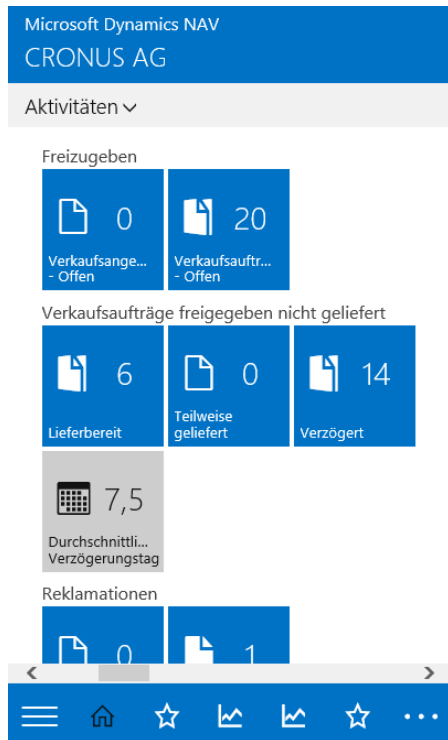 Microsoft Dynamics NAV
CRONUS AG
Aktivitäten
Freizugeben
0
Verkaufsange...
- Offen
20
Verkaufsauftr...
- Offen
Verkaufsaufträge freigegeben nicht geliefert
6
Lieferbereit
0
Teilweise
geliefert
14
Verzögert
7,5
Durchschnittli...
Verzögerungstag
Reklamationen
0
1